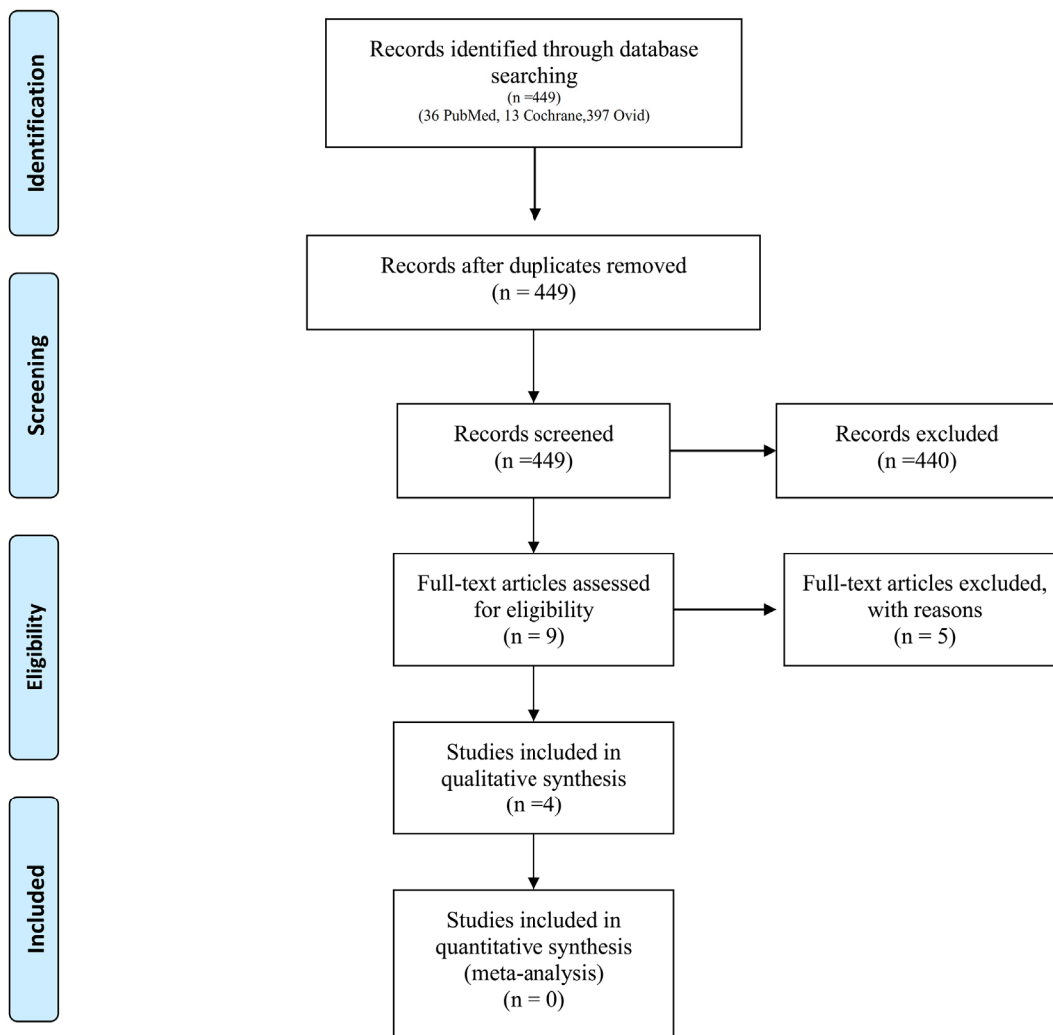 Identification
Records identified through database
searching
(n =449)
(36 PubMed, 13 Cochrane,397 Ovid)
Records after duplicates removed
(n = 449)
Screening
Records screened
(n =449)
Records excluded
(n =440)
Eligibility
Full-text articles assessed
for eligibility
(n = 9)
Full-text articles excluded,
with reasons
(n = 5)
Studies included in
qualitative synthesis
(n =4)
Included
Studies included in
quantitative synthesis
(meta-analysis)
(n = 0)